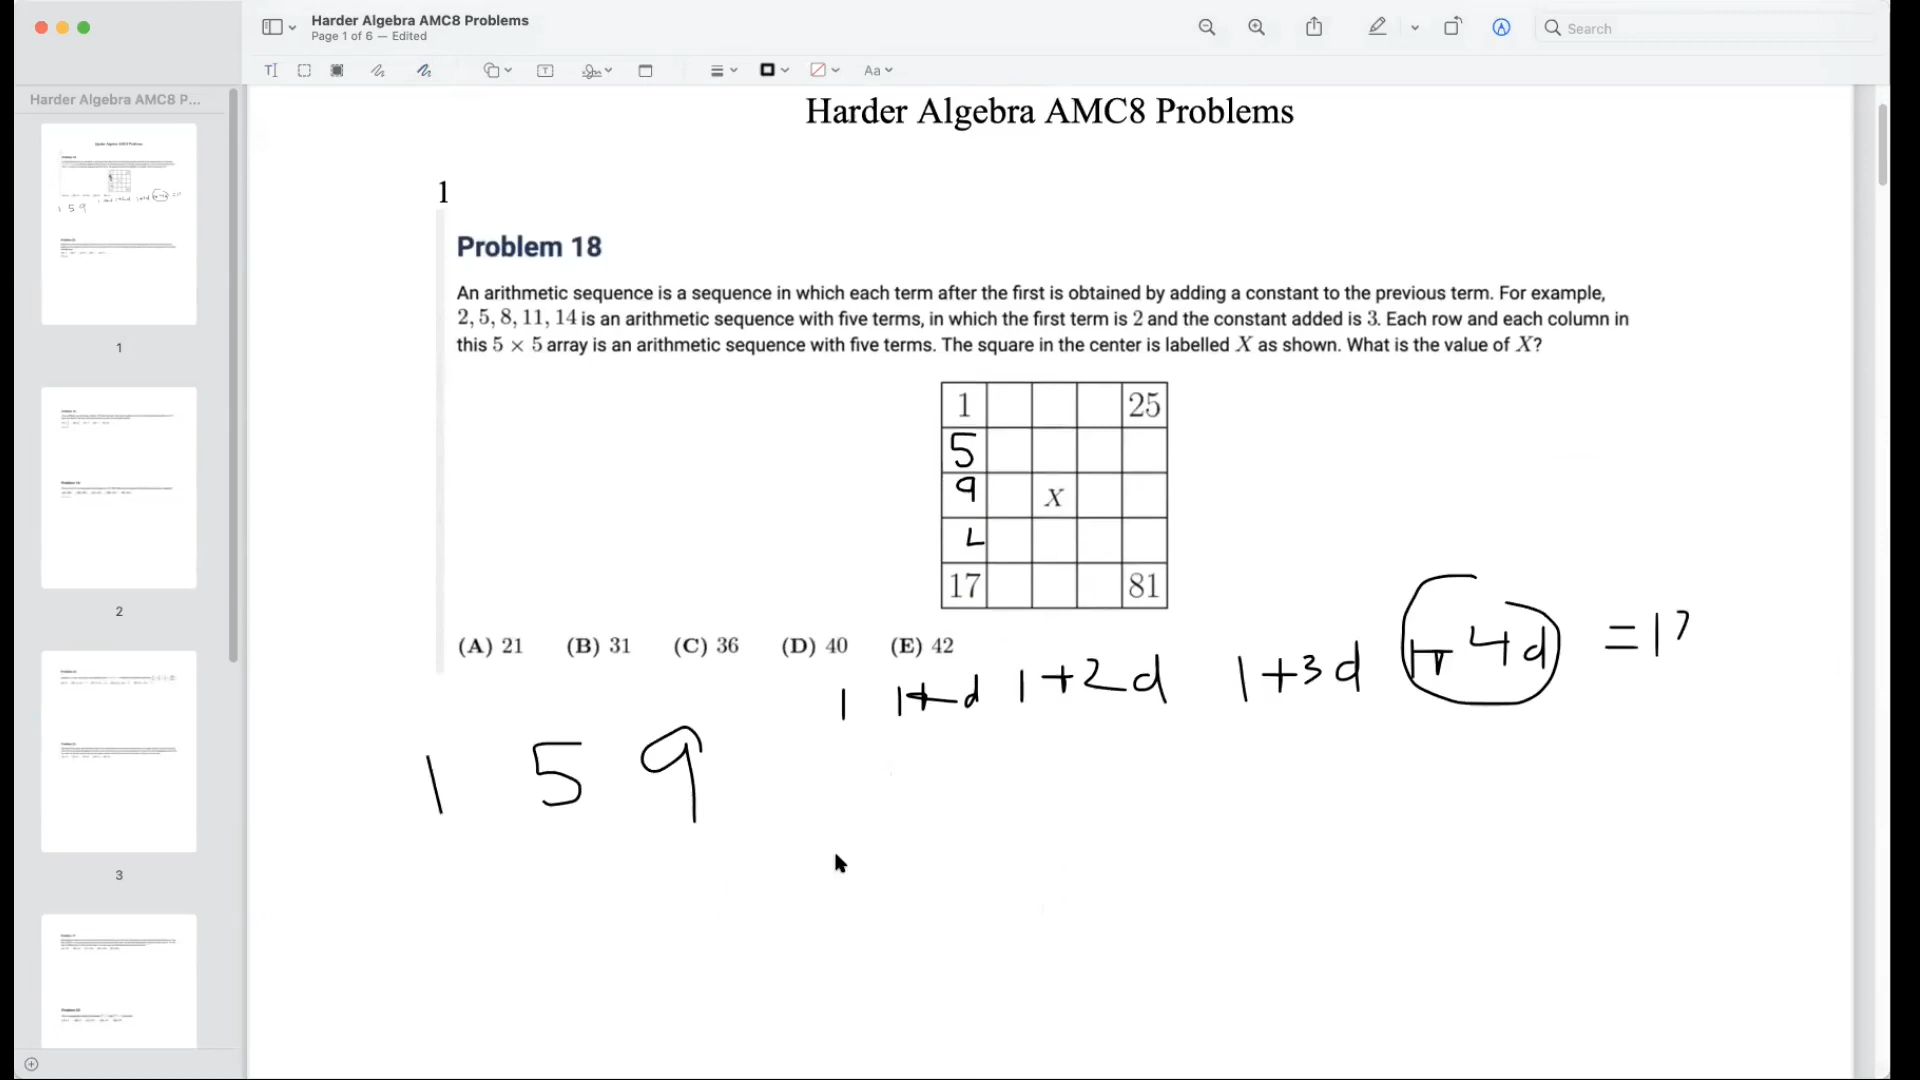 Harder Algebra AMC8 Problems
Page 1 of 6 — Edited
Search
Aa
Harder Algebra AMC8 P...
1
2
3
Harder Algebra AMC8 Problems
1
Problem 18
An arithmetic sequence is a sequence in which each term after the first is obtained by adding a constant to the previous term. For example,
2, 5, 8, 11, 14 is an arithmetic sequence with five terms, in which the first term is 2 and the constant added is 3. Each row and each column in
this 5 × 5 array is an arithmetic sequence with five terms. The square in the center is labelled X as shown. What is the value of X?
1 25
5
9 X
17 81
(A) 21 (B) 31 (C) 36 (D) 40 (E) 42
1 1+d 1+2d 1+3d 1+4d =17
1 5 9